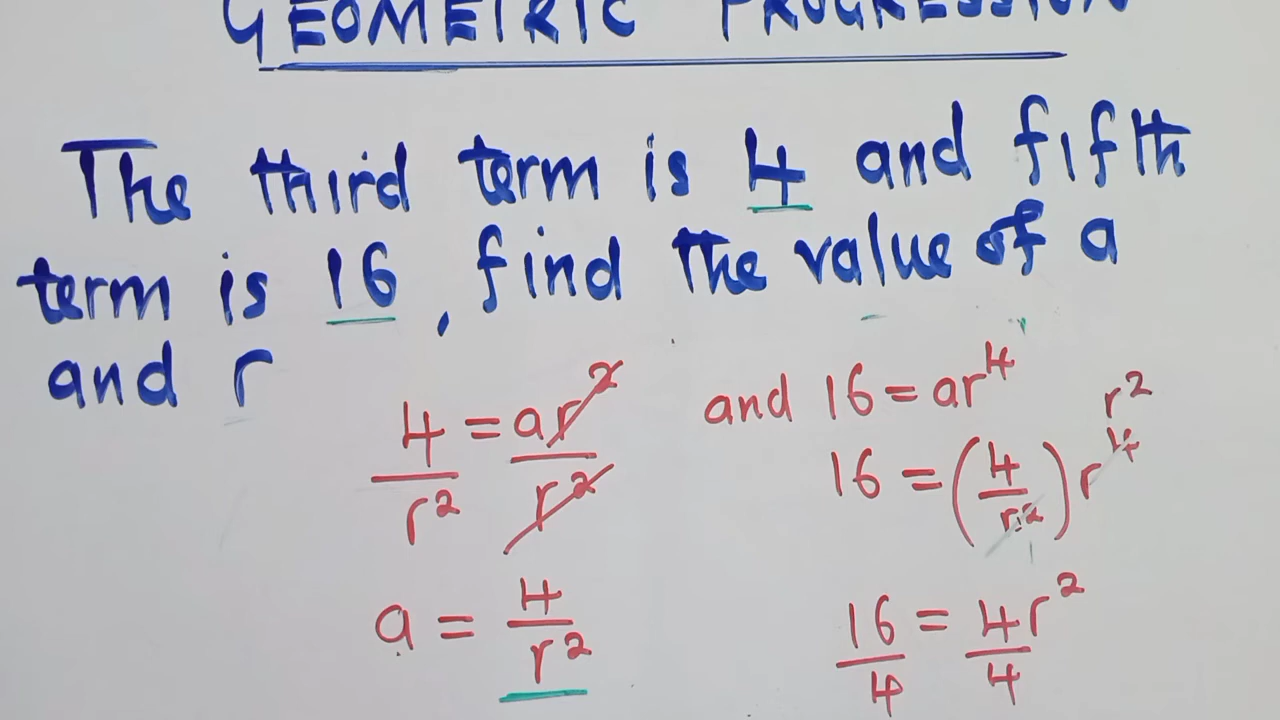 GEOMETRIC PROGRESSION
The third term is 4 and fifth
term is 16, find the value of a
and r
4/r² = ar²/r²
a = 4/r²
and 16 = ar⁴
r²
16 = (4/r²) r⁴
16/4 = 4r²/4